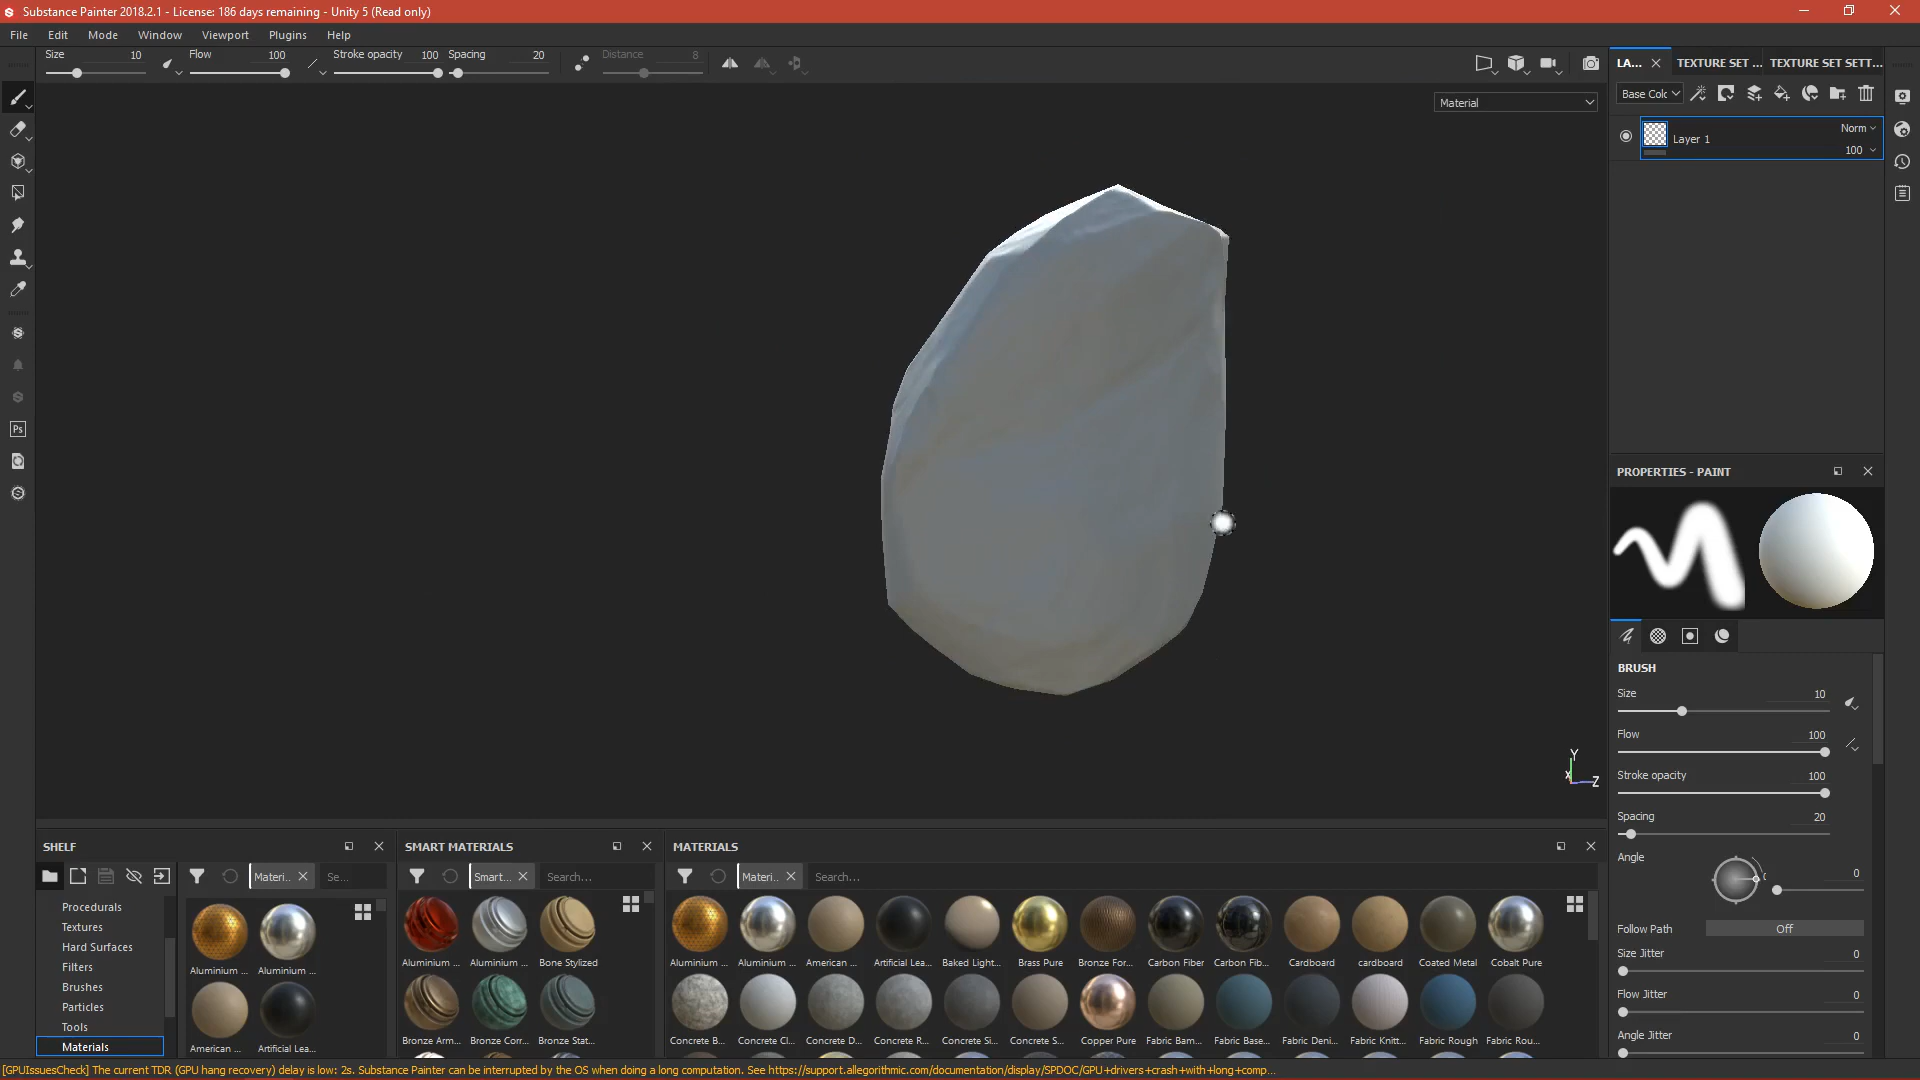 Substance Painter 2018.2.1 - License: 186 days remaining - Unity 5 (Read only)
File Edit Mode Window Viewport Plugins Help
Size 10 Flow 100 Stroke opacity 100 Spacing 20 Distance 8
LA... TEXTURE SET ... TEXTURE SET SETT...
Material
Base Colc
Layer 1 Norm
100
Ps
PROPERTIES - PAINT
BRUSH
Size 10
Flow 100
Stroke opacity 100
Spacing 20
Angle 0
Follow Path Off
Size Jitter 0
Flow Jitter 0
Angle Jitter 0
Y
X Z
SHELF
Materi.. Se...
Procedurals
Textures
Hard Surfaces
Filters
Brushes
Particles
Tools
Materials
Aluminium ... Aluminium ...
American ... Artificial Lea...
SMART MATERIALS
Smart... Search...
Aluminium ... Aluminium ... Bone Stylized
Bronze Arm... Bronze Corr... Bronze Stat...
MATERIALS
Materi.. Search...
Aluminium ... Aluminium ... American ... Artificial Lea... Baked Light... Brass Pure Bronze For... Carbon Fiber Carbon Fib... Cardboard cardboard Coated Metal Cobalt Pure
Concrete B... Concrete Cl... Concrete D... Concrete R... Concrete Si... Concrete S... Copper Pure Fabric Bam... Fabric Base... Fabric Deni... Fabric Knitt... Fabric Rough Fabric Rou...
[GPUIssuesCheck] The current TDR (GPU hang recovery) delay is low: 2s. Substance Painter can be interrupted by the OS when doing a long computation. See https://support.allegorithmic.com/documentation/display/SPDOC/GPU+drivers+crash+with+long+comp...